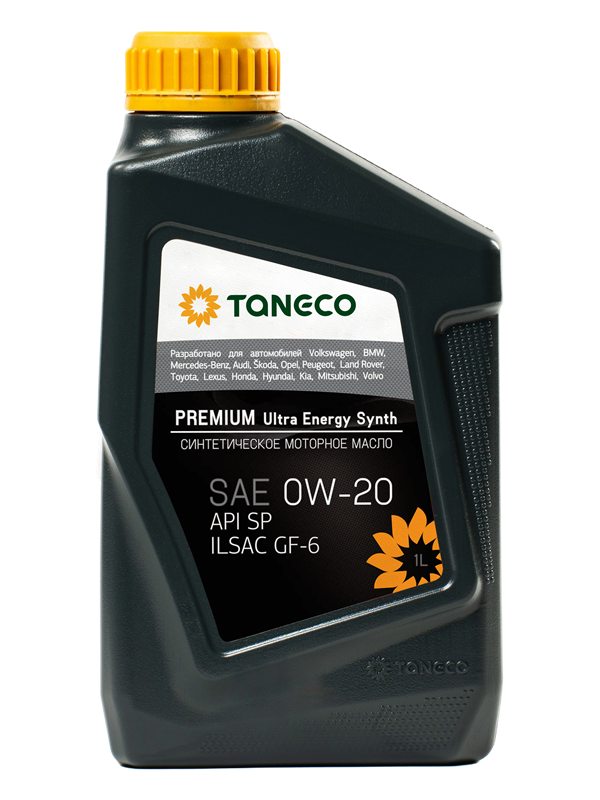 TANECO
Разработано для автомобилей Volkswagen, BMW,
Mercedes-Benz, Audi, Škoda, Opel, Peugeot, Land Rover,
Toyota, Lexus, Honda, Hyundai, Kia, Mitsubishi, Volvo
PREMIUM Ultra Energy Synth
СИНТЕТИЧЕСКОЕ МОТОРНОЕ МАСЛО
SAE 0W-20
API SP
ILSAC GF-6
1L
TANECO